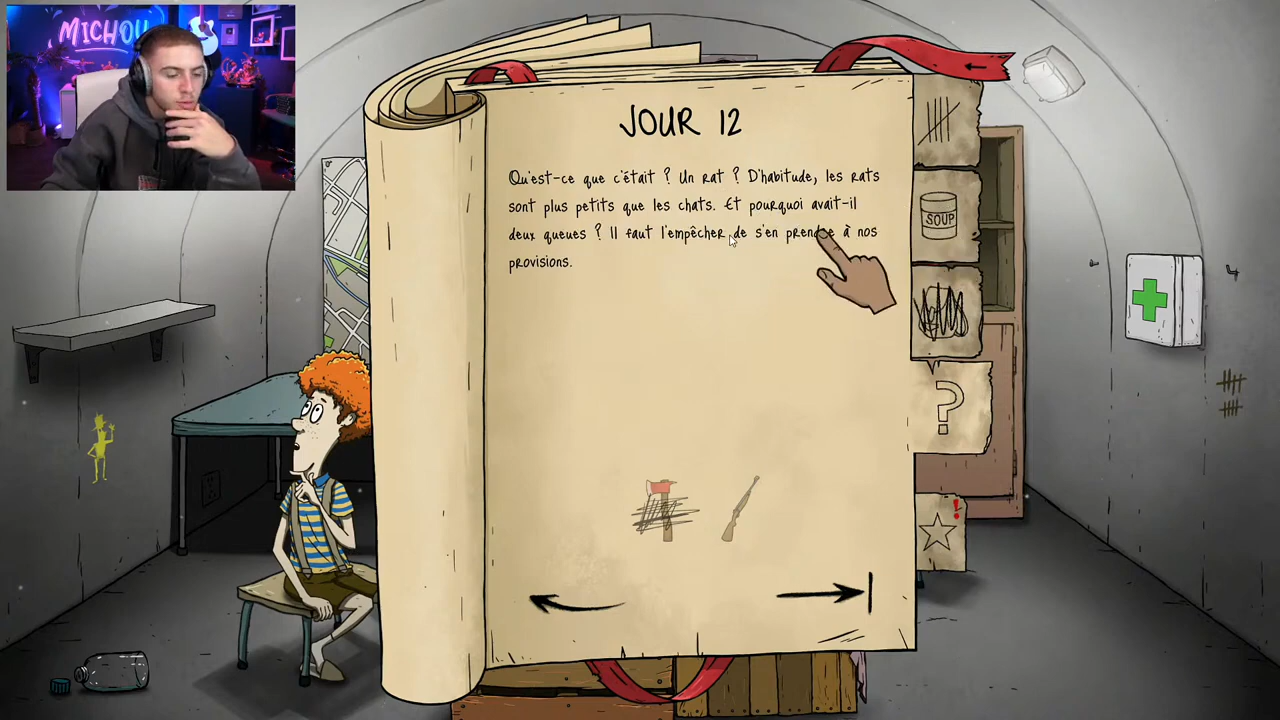 MICHOU
JOUR 12
Qu'est-ce que c'était ? Un rat ? D'habitude, les rats
sont plus petits que les chats. Et pourquoi avait-il
deux queues ? Il faut l'empêcher de s'en prendre à nos
provisions.
SOUP
?
!